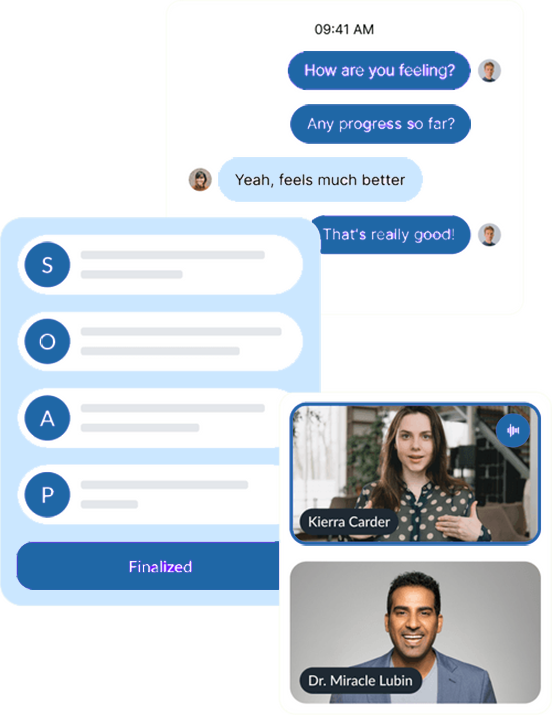 09:41 AM
How are you feeling?
Any progress so far?
Yeah, feels much better
That's really good!
S
O
A
P
Finalized
Kierra Carder
Dr. Miracle Lubin